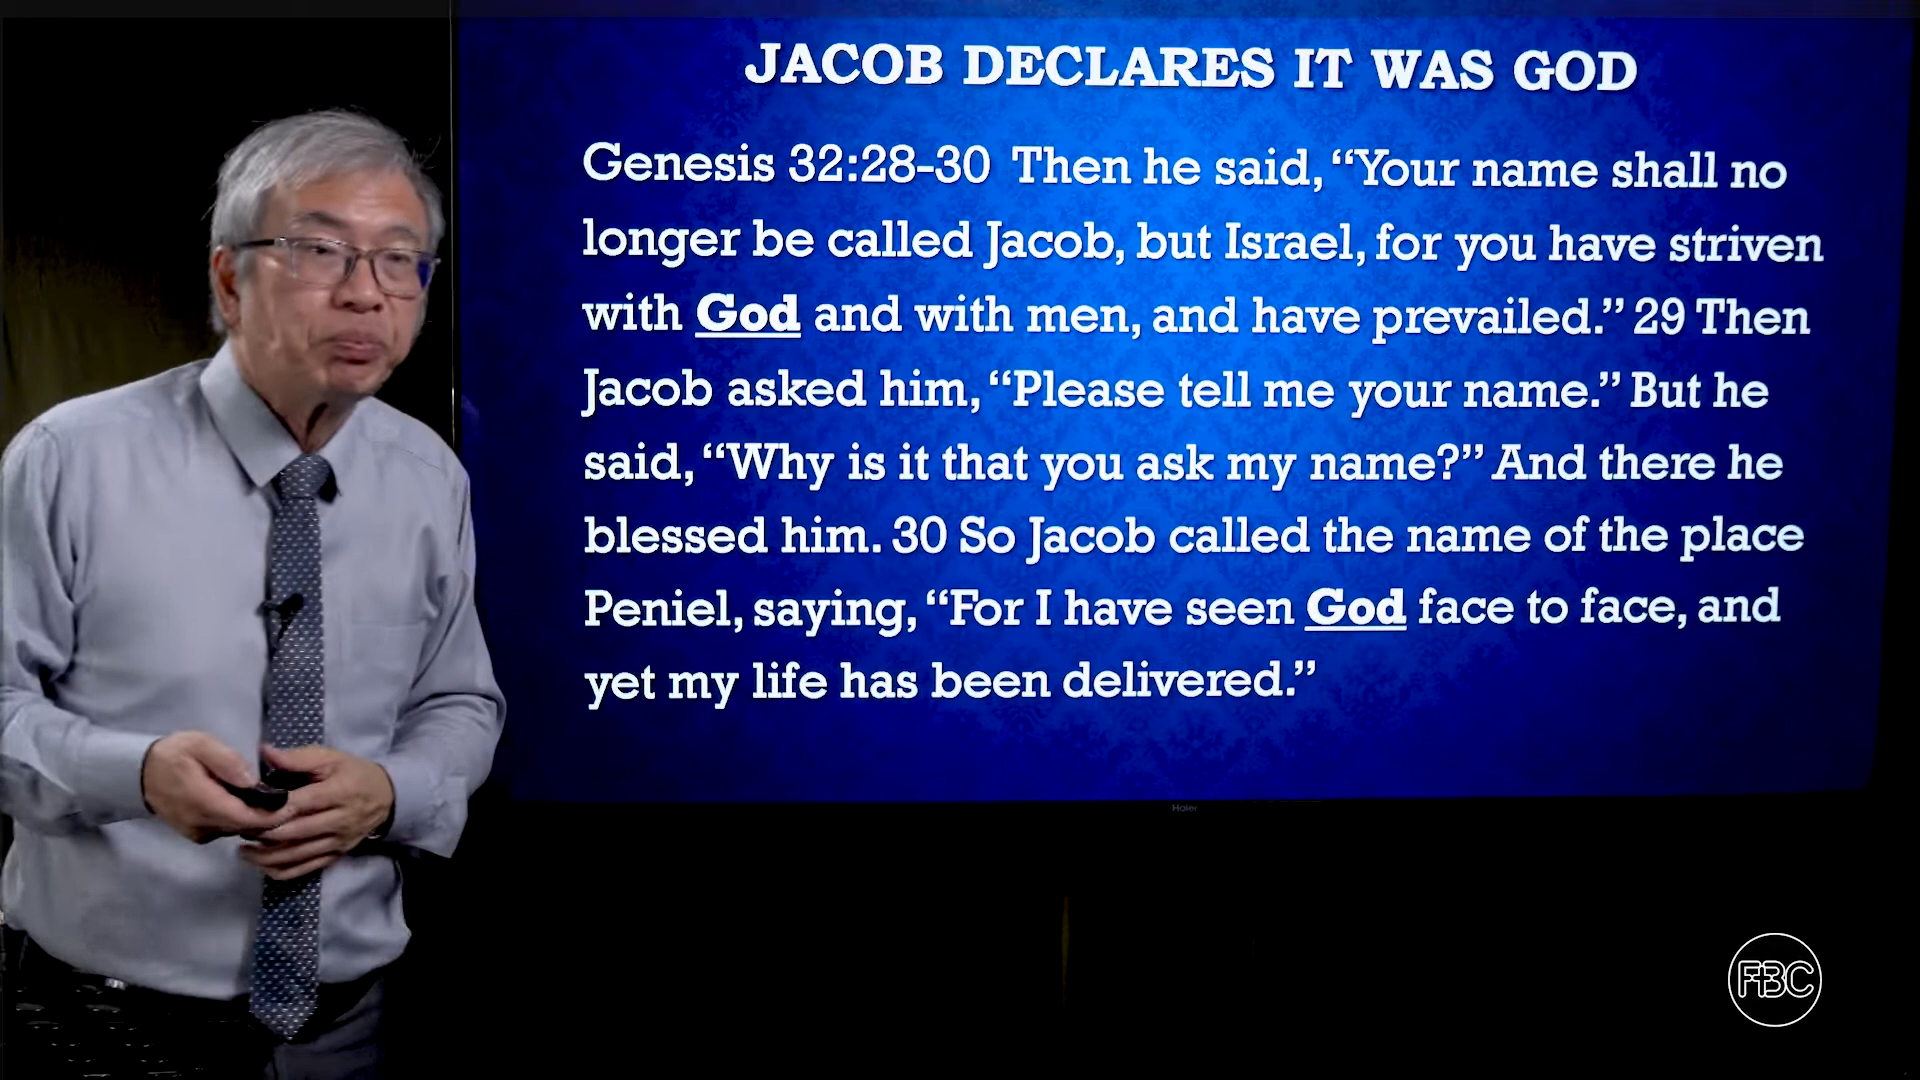 JACOB DECLARES IT WAS GOD
Genesis 32:28-30 Then he said, “Your name shall no
longer be called Jacob, but Israel, for you have striven
with God and with men, and have prevailed.” 29 Then
Jacob asked him, “Please tell me your name.” But he
said, “Why is it that you ask my name?” And there he
blessed him. 30 So Jacob called the name of the place
Peniel, saying, “For I have seen God face to face, and
yet my life has been delivered.”
Haier
FBC